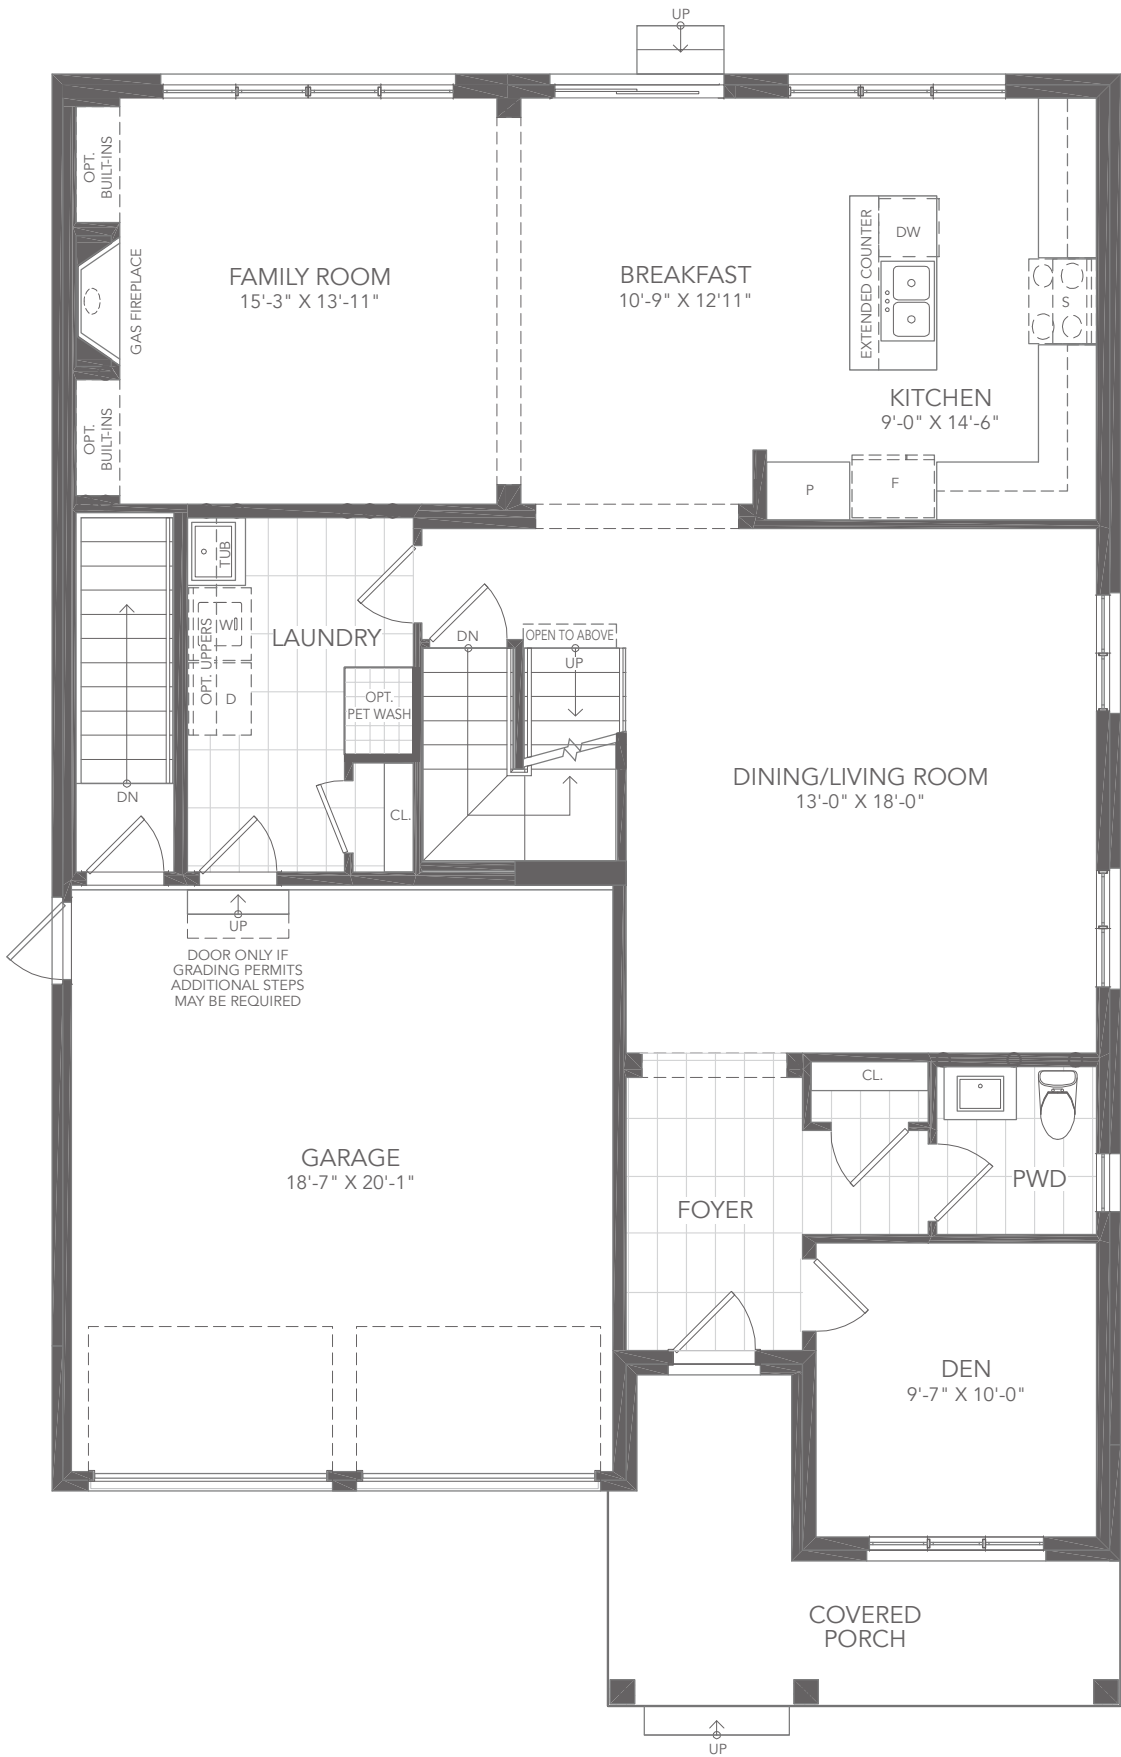 UP
OPT.
BUILT-INS
GAS FIREPLACE
OPT.
BUILT-INS
FAMILY ROOM
15'-3" X 13'-11"
BREAKFAST
10'-9" X 12'11"
EXTENDED COUNTER
DW
S
KITCHEN
9'-0" X 14'-6"
P
F
TUB
OPT. UPPERS
W
D
LAUNDRY
OPT.
PET WASH
DN
OPEN TO ABOVE
UP
DN
CL.
DINING/LIVING ROOM
13'-0" X 18'-0"
UP
DOOR ONLY IF
GRADING PERMITS
ADDITIONAL STEPS
MAY BE REQUIRED
GARAGE
18'-7" X 20'-1"
CL.
PWD
FOYER
DEN
9'-7" X 10'-0"
COVERED
PORCH
UP